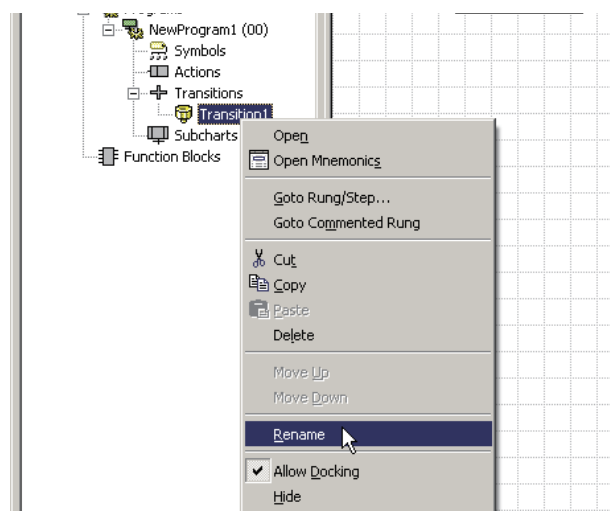 Programs
NewProgram1 (00)
Symbols
Actions
Transitions
Transition1
Subcharts
Function Blocks
Open
Open Mnemonics
Goto Rung/Step...
Goto Commented Rung
Cut
Copy
Paste
Delete
Move Up
Move Down
Rename
Allow Docking
Hide